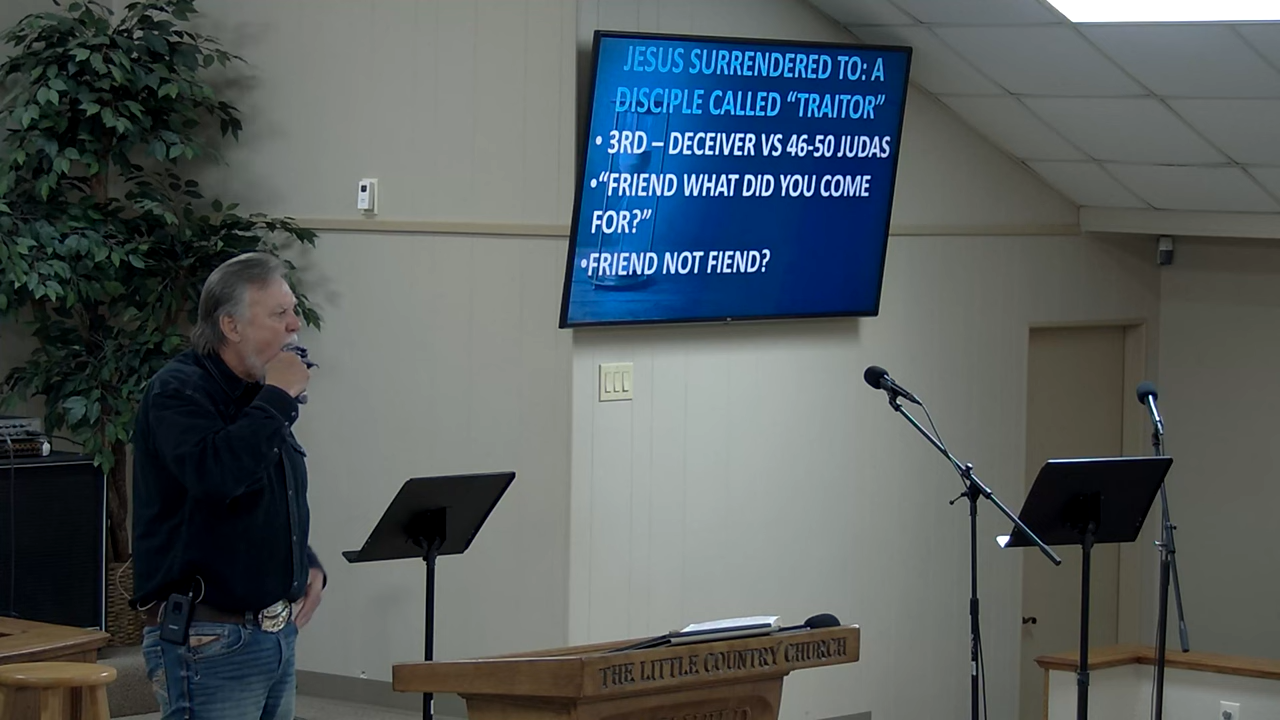 JESUS SURRENDERED TO: A
DISCIPLE CALLED “TRAITOR”
• 3RD – DECEIVER VS 46-50 JUDAS
•“FRIEND WHAT DID YOU COME
FOR?”
•FRIEND NOT FIEND?
THE LITTLE COUNTRY CHURCH